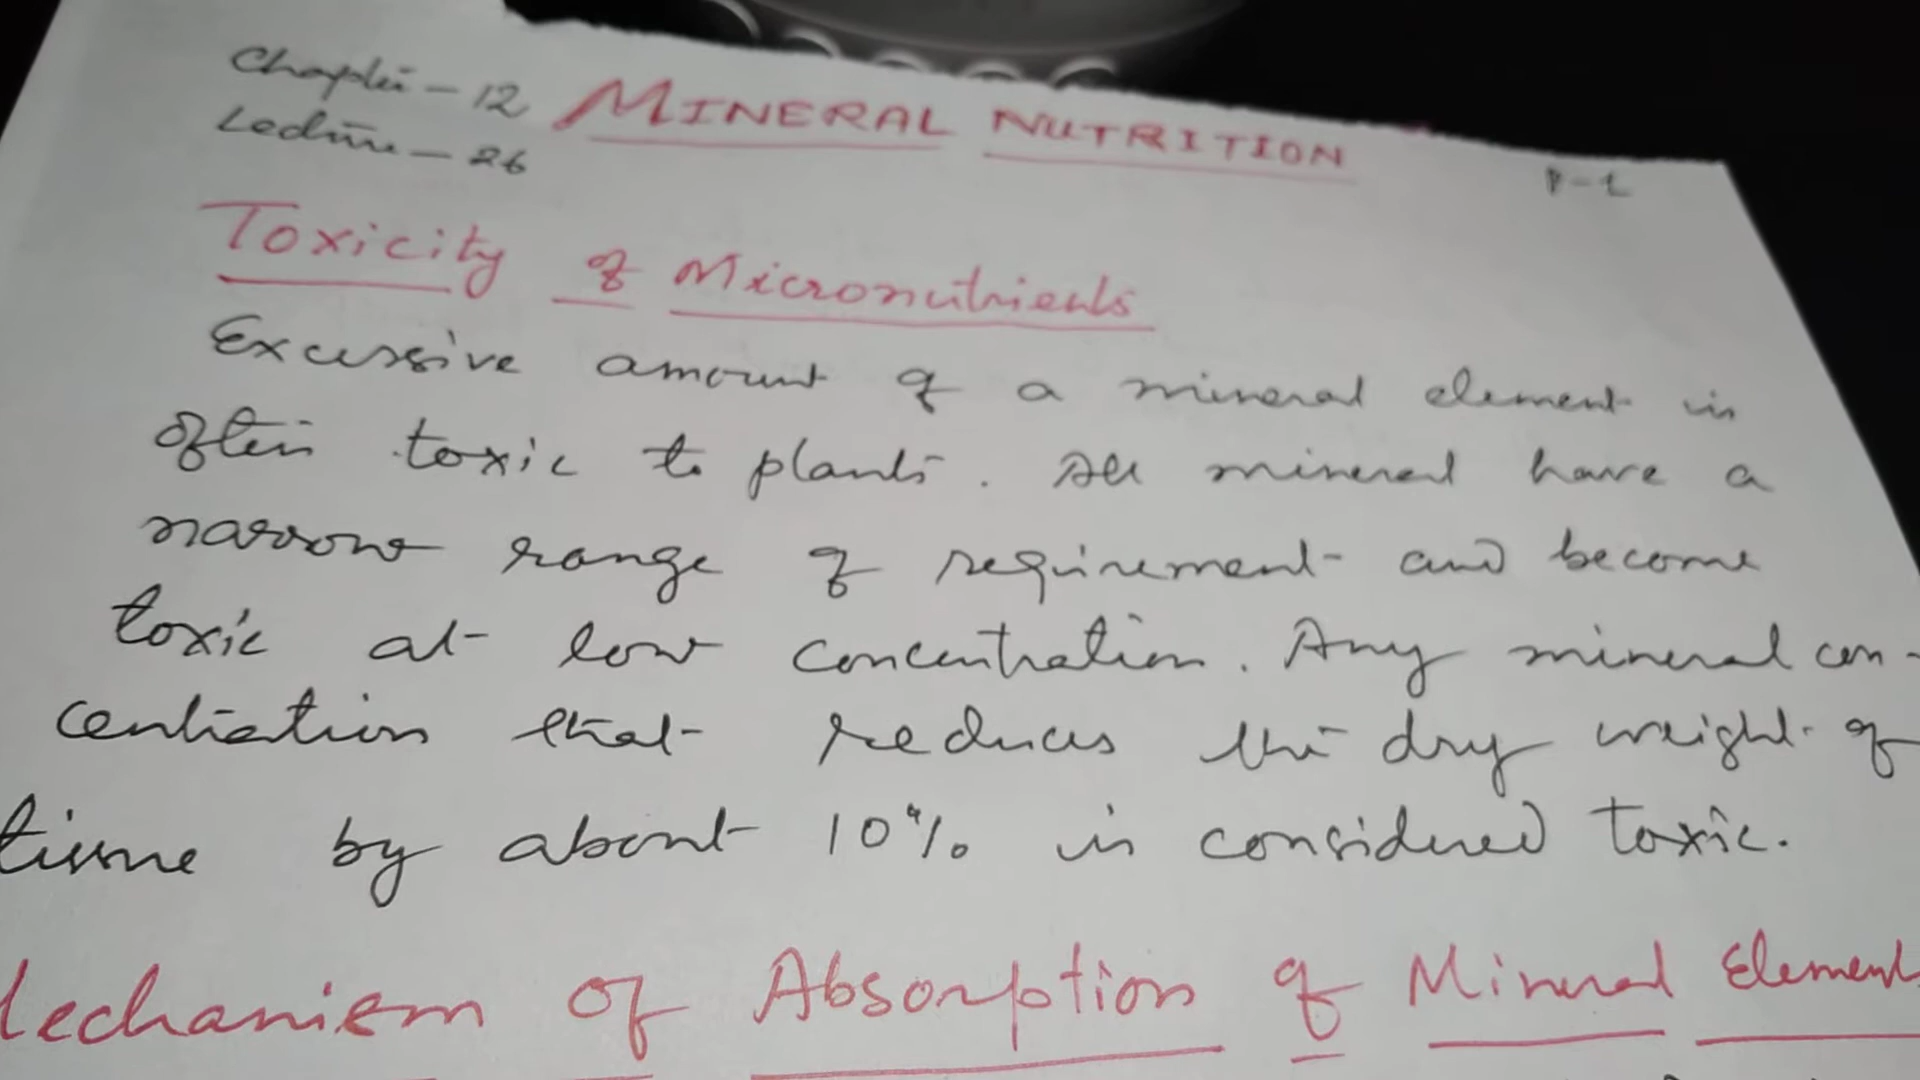 Chapter - 12 MINERAL NUTRITION
Lecture - 26
P-1
Toxicity of Micronutrients
Excessive amount of a mineral element is
often toxic to plants. All mineral have a
narrow range of requirement and become
toxic at low concentration. Any mineral con-
centration that reduces the dry weight of
tissue by about 10% is considered toxic.
Mechanism of Absorption of Mineral Elements